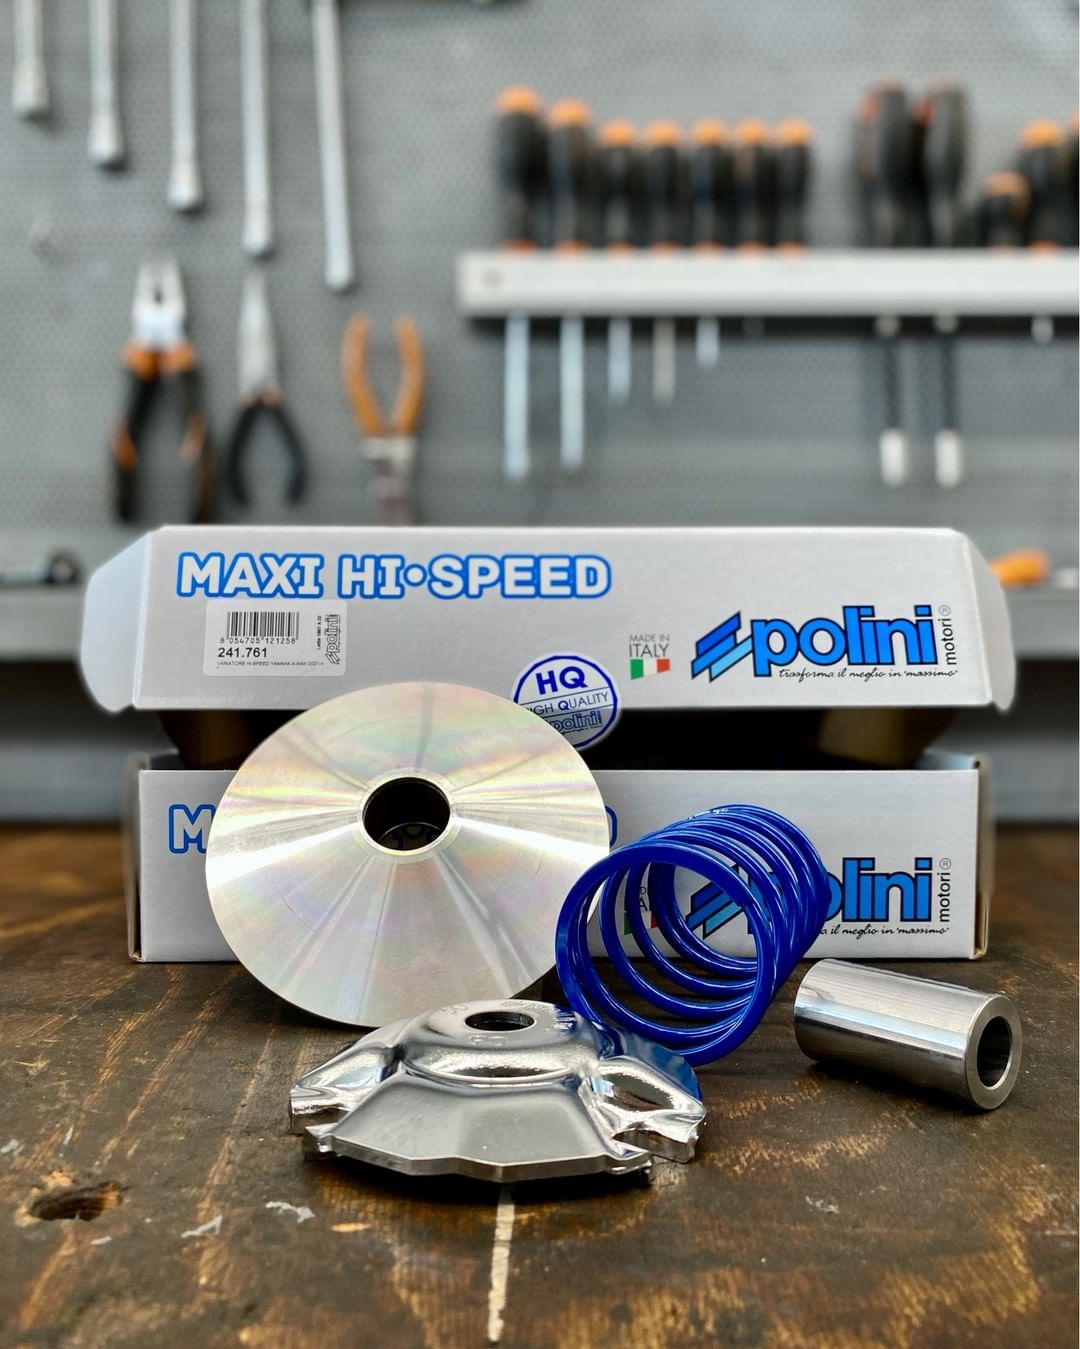 MAXI HI•SPEED
8 054705 121258
241.761
VARIATORE HI-SPEED YAMAHA X-MAX 2021->
polini
MADE IN
ITALY
polini motori®
trasforma il meglio in "massimo"
HQ
HIGH QUALITY
polini
M
D
olini motori®
a il meglio in "massimo"